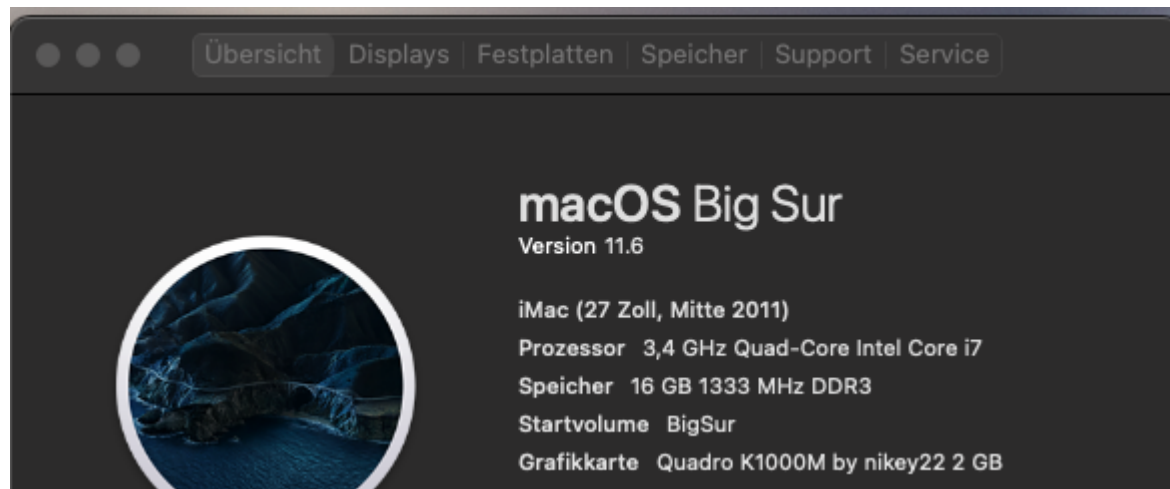 Übersicht Displays Festplatten Speicher Support Service
macOS Big Sur
Version 11.6
iMac (27 Zoll, Mitte 2011)
Prozessor 3,4 GHz Quad-Core Intel Core i7
Speicher 16 GB 1333 MHz DDR3
Startvolume BigSur
Grafikkarte Quadro K1000M by nikey22 2 GB